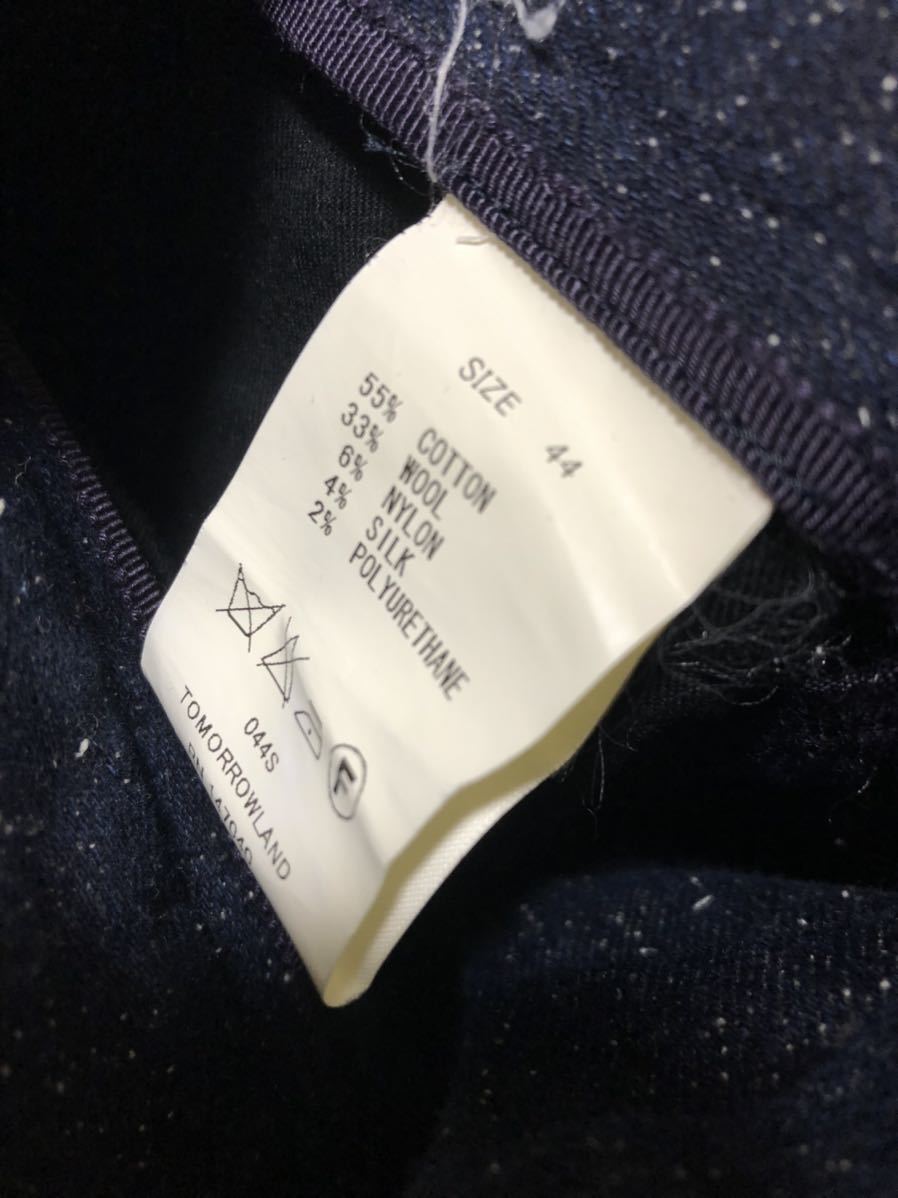 SIZE 44
55% COTTON
33% WOOL
6% NYLON
4% SILK
2% POLYURETHANE
F
044S
TOMORROWLAND